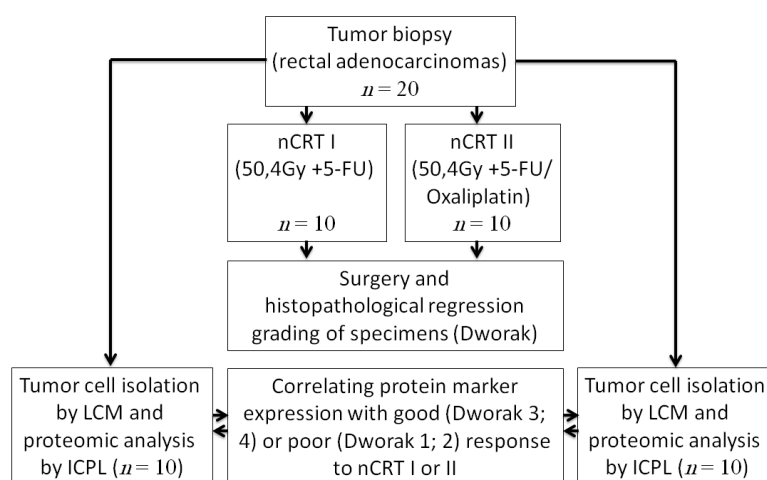 Tumor biopsy
(rectal adenocarcinomas)
n = 20
nCRT I
(50,4Gy +5-FU)
n = 10
nCRT II
(50,4Gy +5-FU/
Oxaliplatin)
n = 10
Surgery and
histopathological regression
grading of specimens (Dworak)
Tumor cell isolation
by LCM and
proteomic analysis
by ICPL (n = 10)
Correlating protein marker
expression with good (Dworak 3;
4) or poor (Dworak 1; 2) response
to nCRT I or II
Tumor cell isolation
by LCM and
proteomic analysis
by ICPL (n = 10)